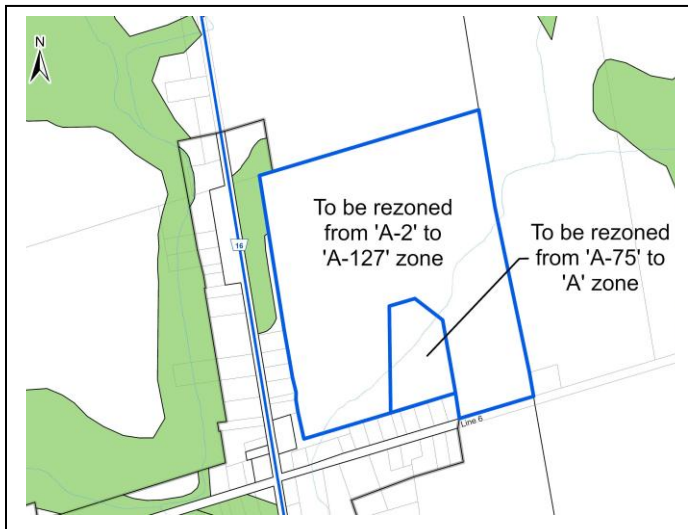 N
To be rezoned
from 'A-2' to
'A-127' zone
To be rezoned
from 'A-75' to
'A' zone
16
Line 6